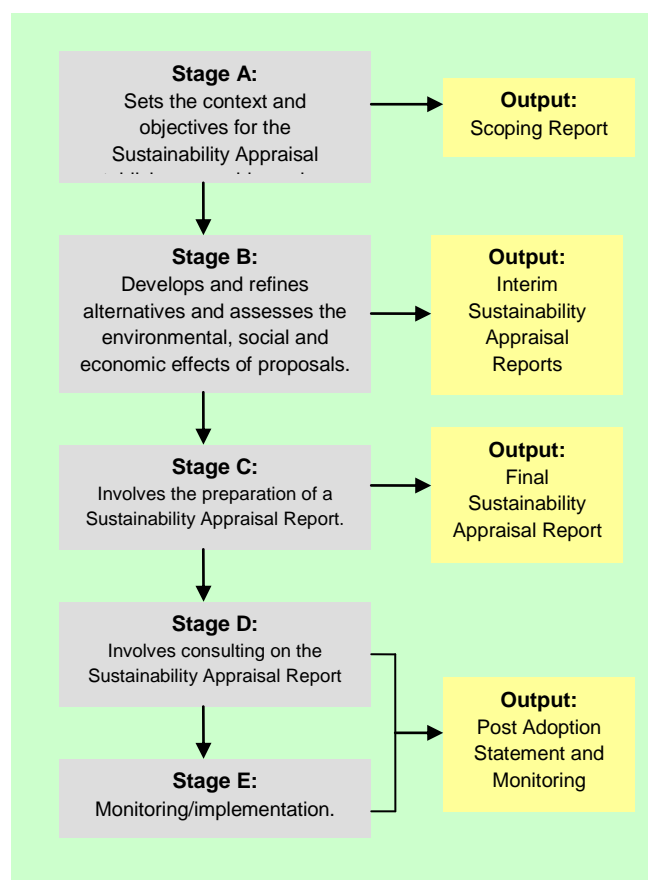 Stage A:
Sets the context and
objectives for the
Sustainability Appraisal
Output:
Scoping Report
Stage B:
Develops and refines
alternatives and assesses the
environmental, social and
economic effects of proposals.
Output:
Interim
Sustainability
Appraisal
Reports
Stage C:
Involves the preparation of a
Sustainability Appraisal Report.
Output:
Final
Sustainability
Appraisal Report
Stage D:
Involves consulting on the
Sustainability Appraisal Report
Stage E:
Monitoring/implementation.
Output:
Post Adoption
Statement and
Monitoring